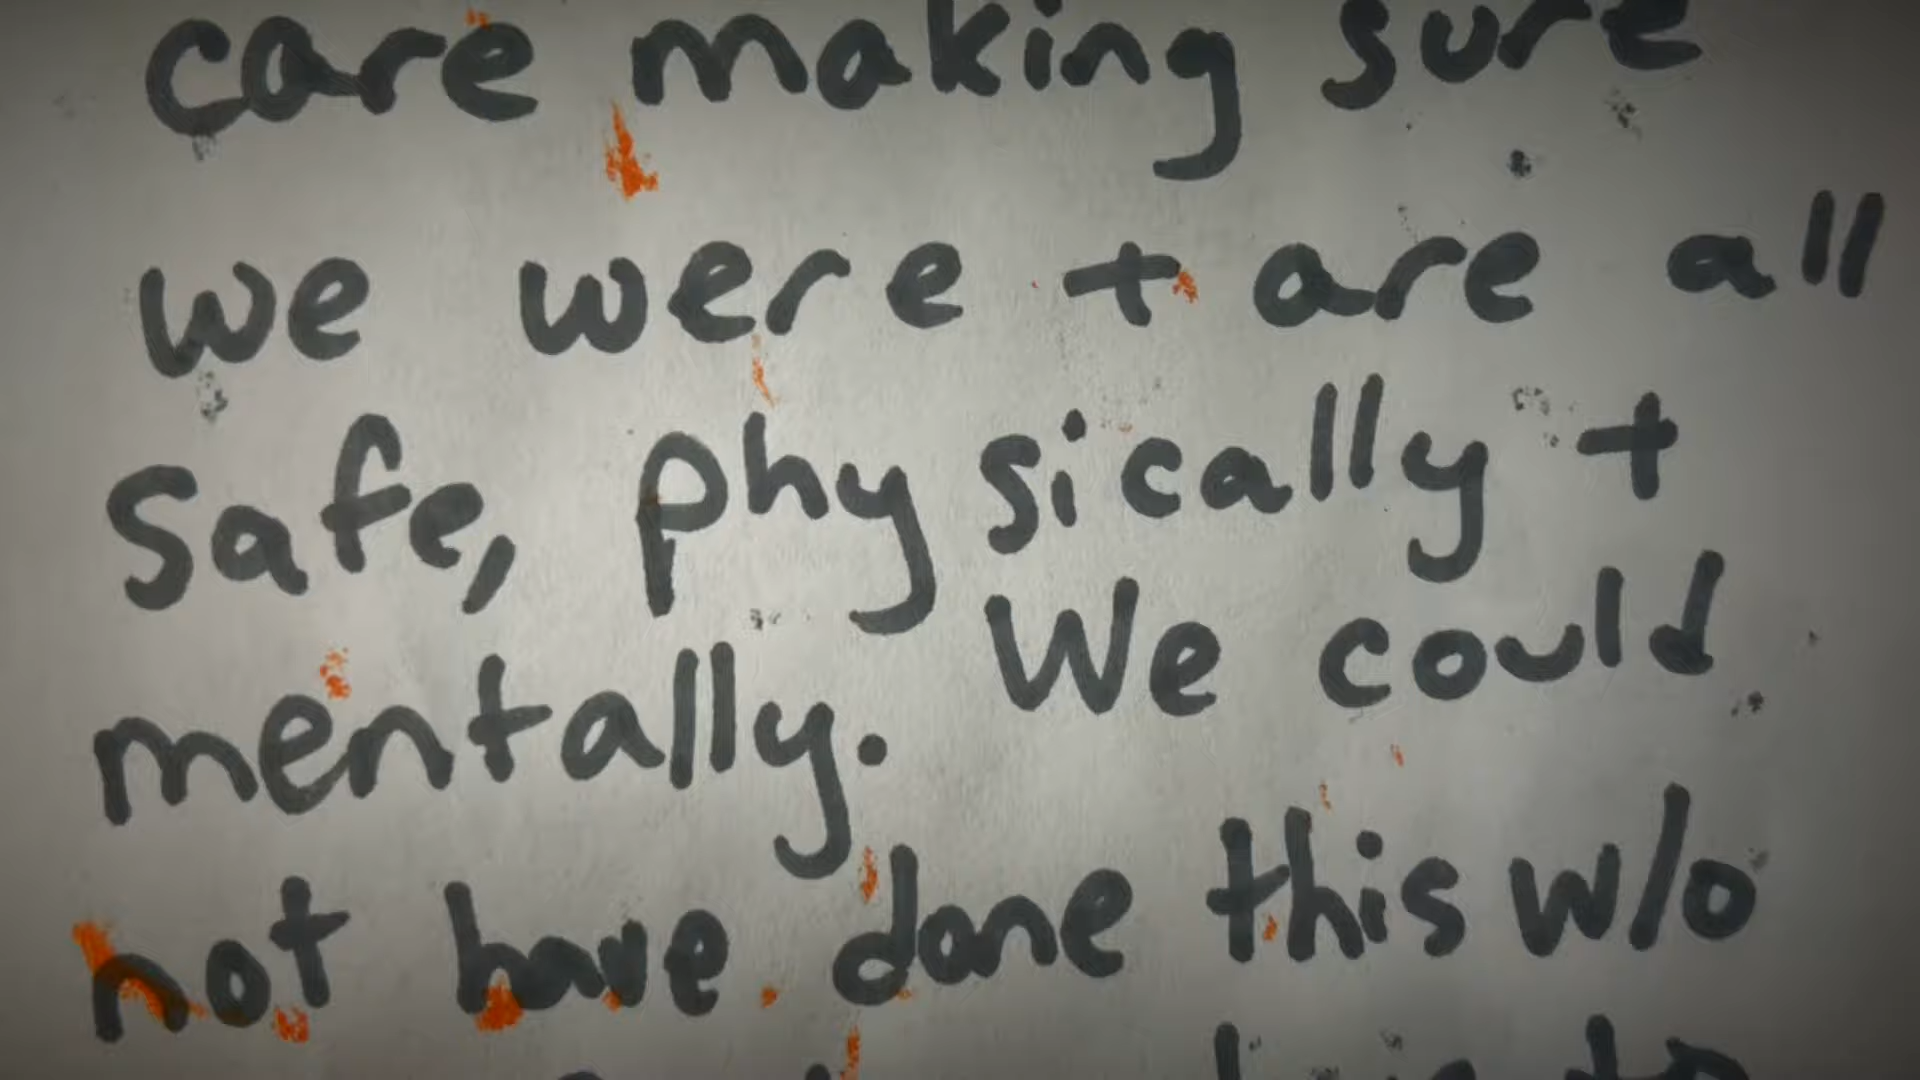 care making sure
we were + are all
Safe, physically +
mentally. We could
not have done this w/o